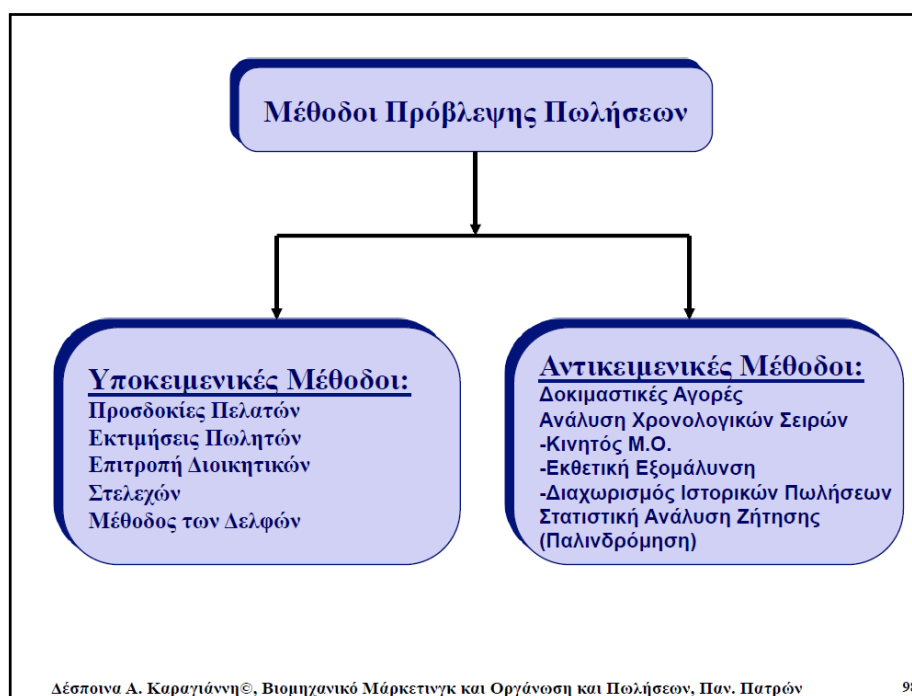 Μέθοδοι Πρόβλεψης Πωλήσεων
Υποκειμενικές Μέθοδοι:
Προσδοκίες Πελατών
Εκτιμήσεις Πωλητών
Επιτροπή Διοικητικών
Στελεχών
Μέθοδος των Δελφών
Αντικειμενικές Μέθοδοι:
Δοκιμαστικές Αγορές
Ανάλυση Χρονολογικών Σειρών
-Κινητός Μ.Ο.
-Εκθετική Εξομάλυνση
-Διαχωρισμός Ιστορικών Πωλήσεων
Στατιστική Ανάλυση Ζήτησης
(Παλινδρόμηση)
Δέσποινα Α. Καραγιάννη©, Βιομηχανικό Μάρκετινγκ και Οργάνωση και Πωλήσεων, Παν. Πατρών